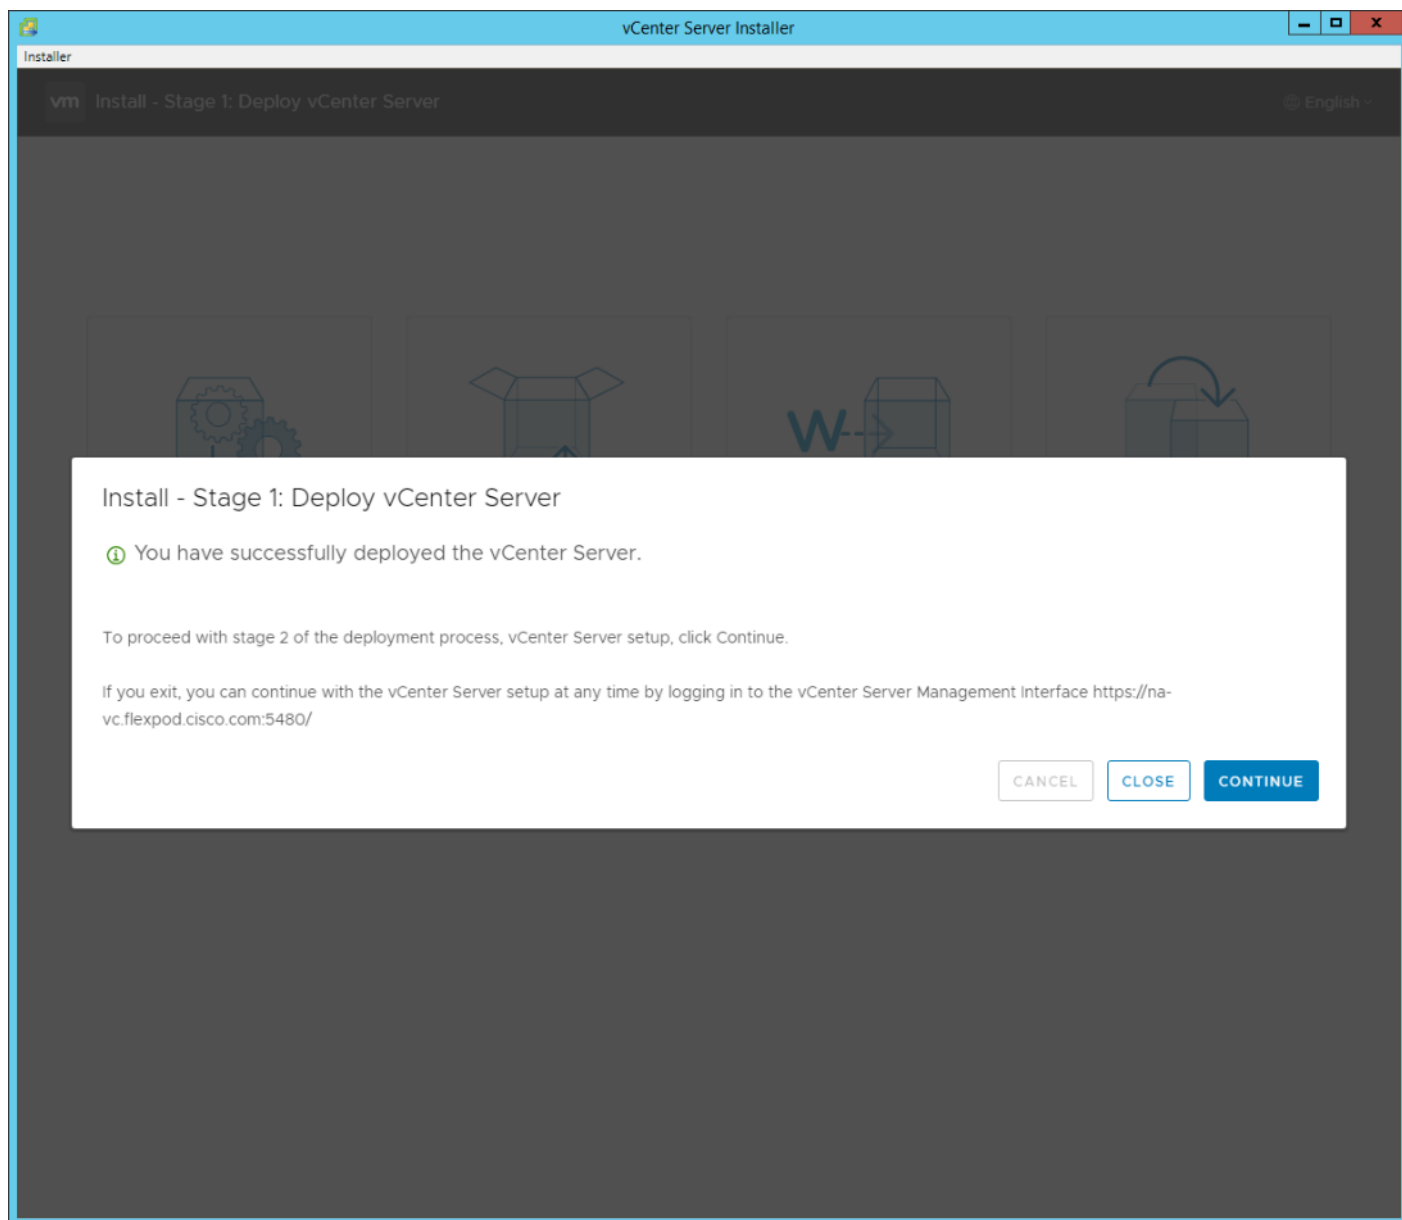 vCenter Server Installer
Installer
vm Install - Stage 1: Deploy vCenter Server
English
W
Install - Stage 1: Deploy vCenter Server
You have successfully deployed the vCenter Server.
To proceed with stage 2 of the deployment process, vCenter Server setup, click Continue.
If you exit, you can continue with the vCenter Server setup at any time by logging in to the vCenter Server Management Interface https://na-
vc.flexpod.cisco.com:5480/
CANCEL CLOSE CONTINUE